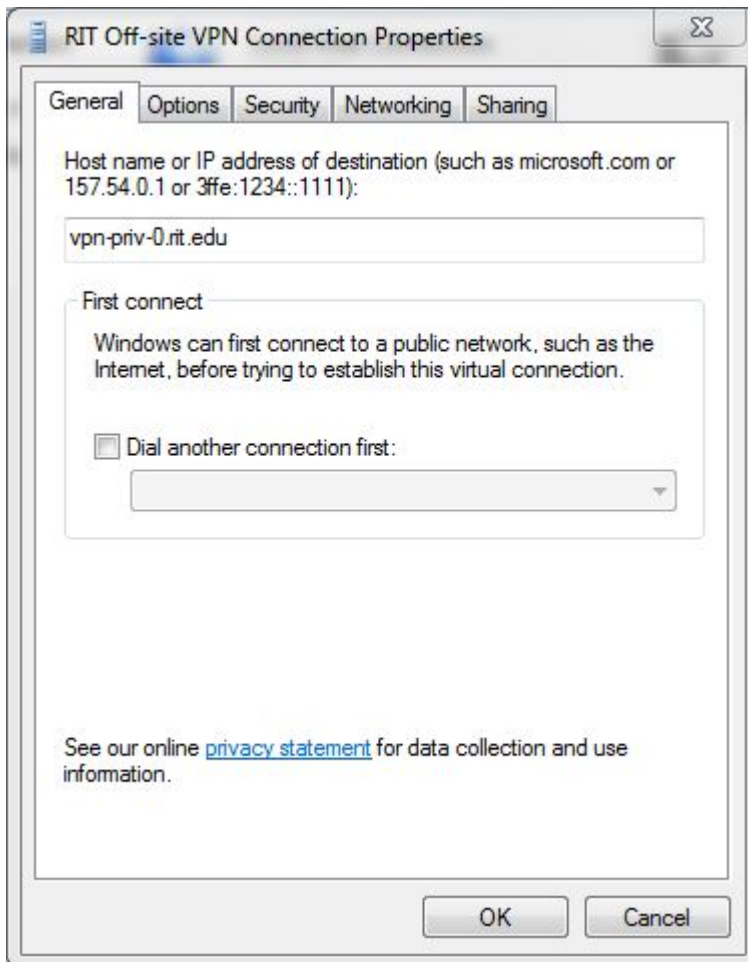 RIT Off-site VPN Connection Properties
General Options Security Networking Sharing
Host name or IP address of destination (such as microsoft.com or
157.54.0.1 or 3ffe:1234::1111):
vpn-priv-0.rit.edu
First connect
Windows can first connect to a public network, such as the
Internet, before trying to establish this virtual connection.
Dial another connection first:
See our online privacy statement for data collection and use
information.
OK Cancel